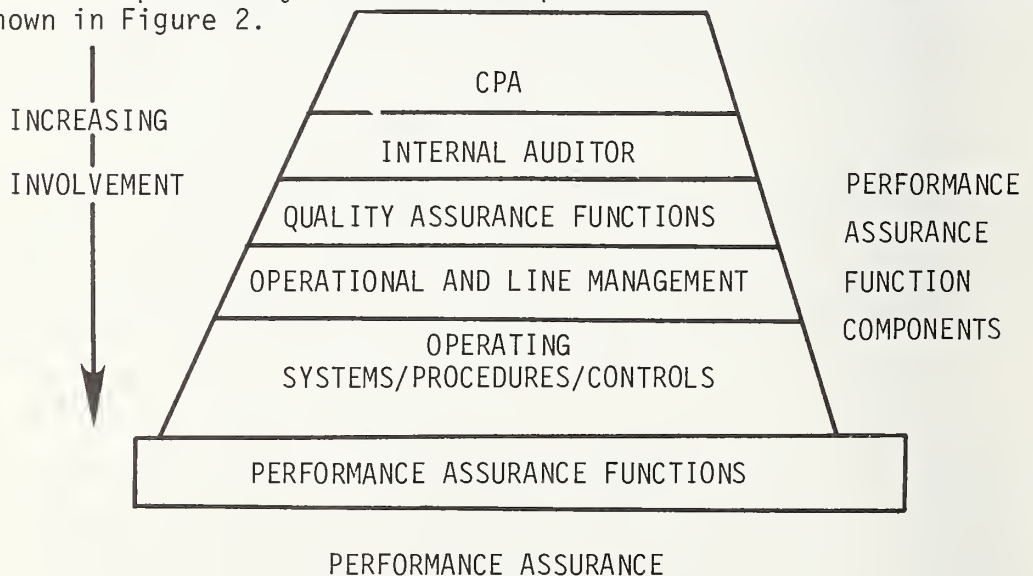 hown in Figure 2.
CPA
INCREASING
INTERNAL AUDITOR
INVOLVEMENT
PERFORMANCE
QUALITY ASSURANCE FUNCTIONS
ASSURANCE
OPERATIONAL AND LINE MANAGEMENT
FUNCTION
COMPONENTS
OPERATING
SYSTEMS/PROCEDURES/CONTROLS
PERFORMANCE ASSURANCE FUNCTIONS
PERFORMANCE ASSURANCE